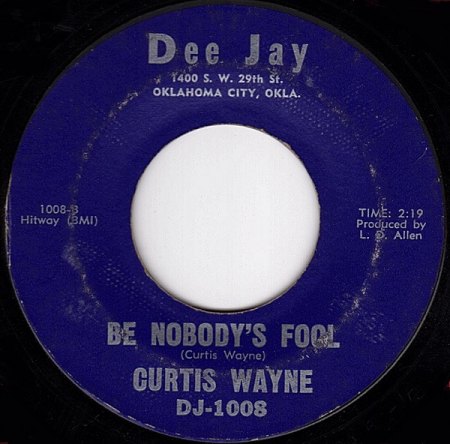 Dee Jay
1400 S. W. 29th St.
OKLAHOMA CITY, OKLA.
1008-B
Hitway (BMI)
TIME: 2:19
Produced by
L. D. Allen
BE NOBODY'S FOOL
(Curtis Wayne)
CURTIS WAYNE
DJ-1008